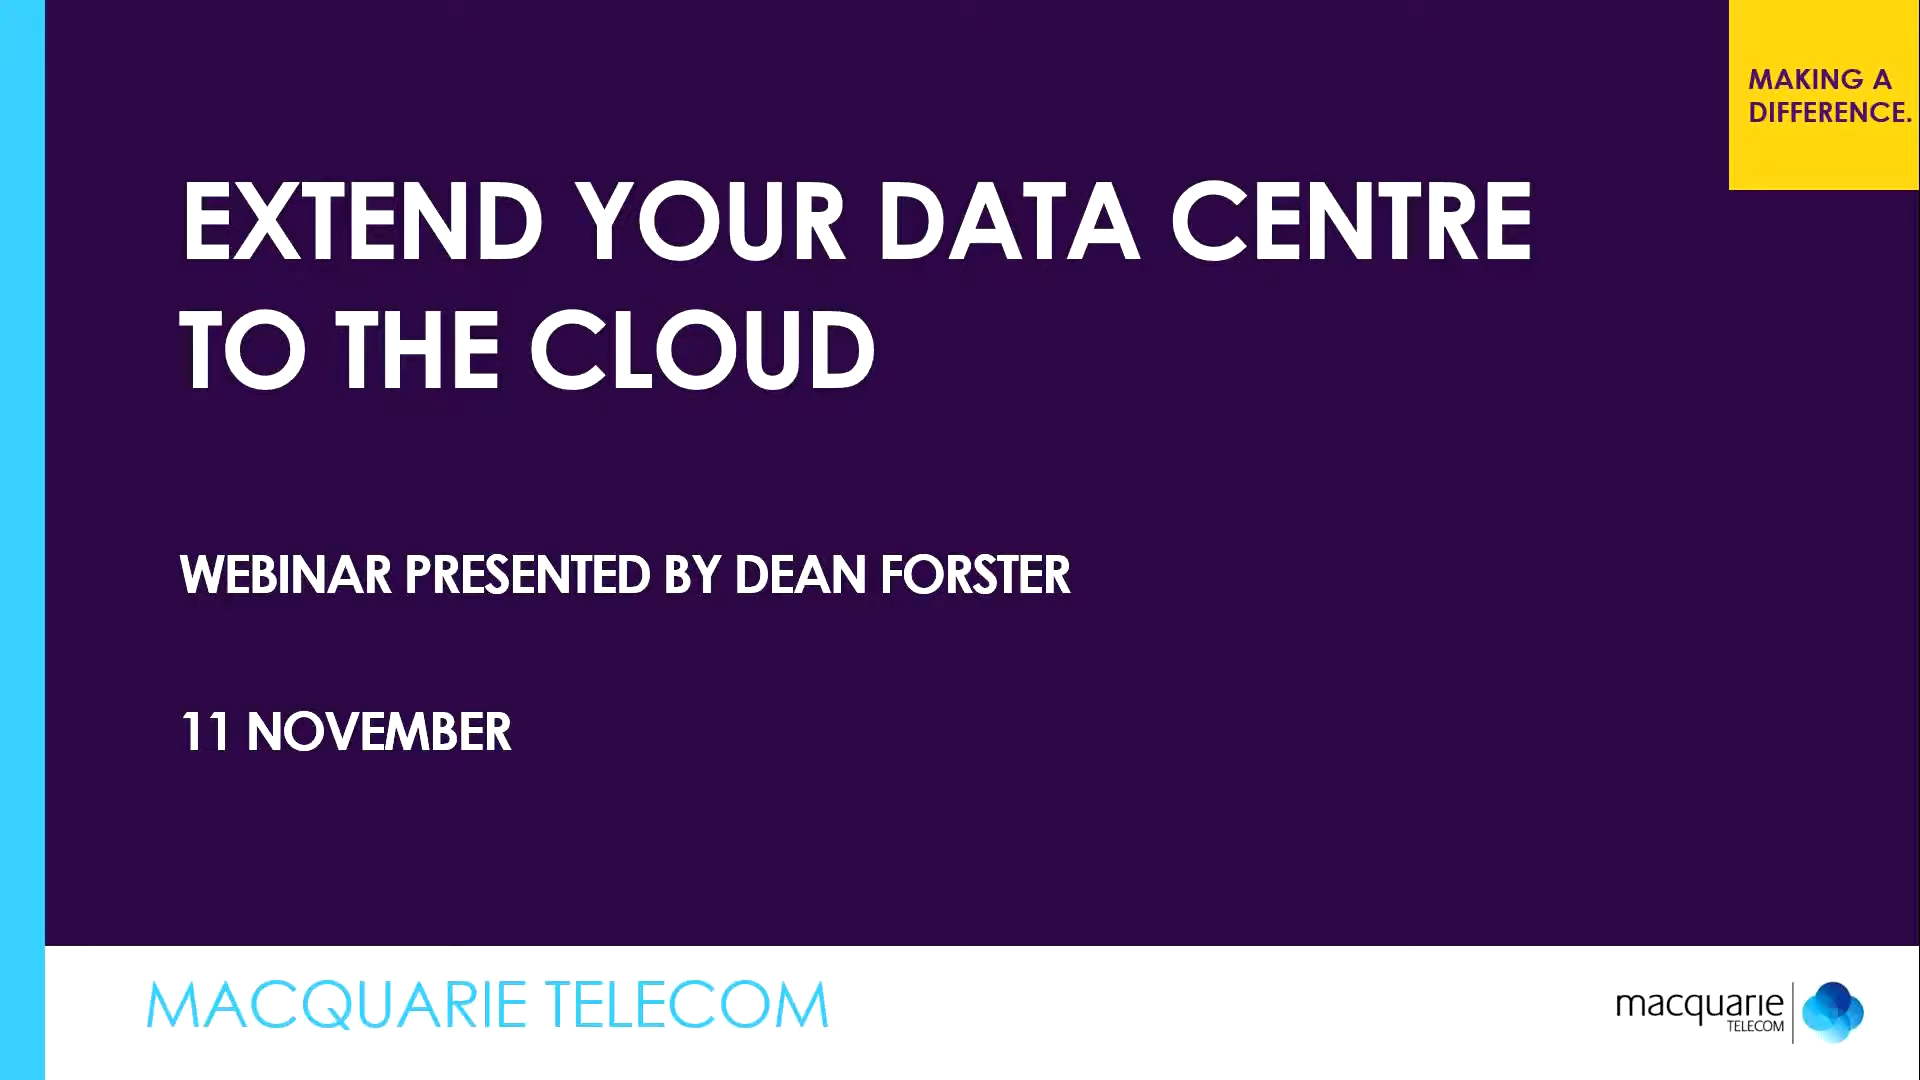 MAKING A
DIFFERENCE.
EXTEND YOUR DATA CENTRE
TO THE CLOUD
WEBINAR PRESENTED BY DEAN FORSTER
11 NOVEMBER
MACQUARIE TELECOM
macquarie
TELECOM